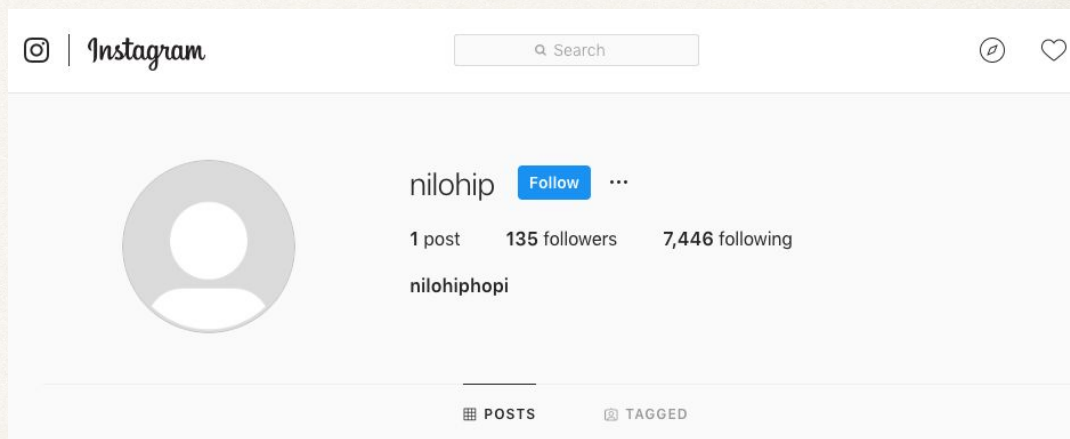 Instagram
Search
nilohip Follow ...
1 post 135 followers 7,446 following
nilohiphopi
POSTS TAGGED